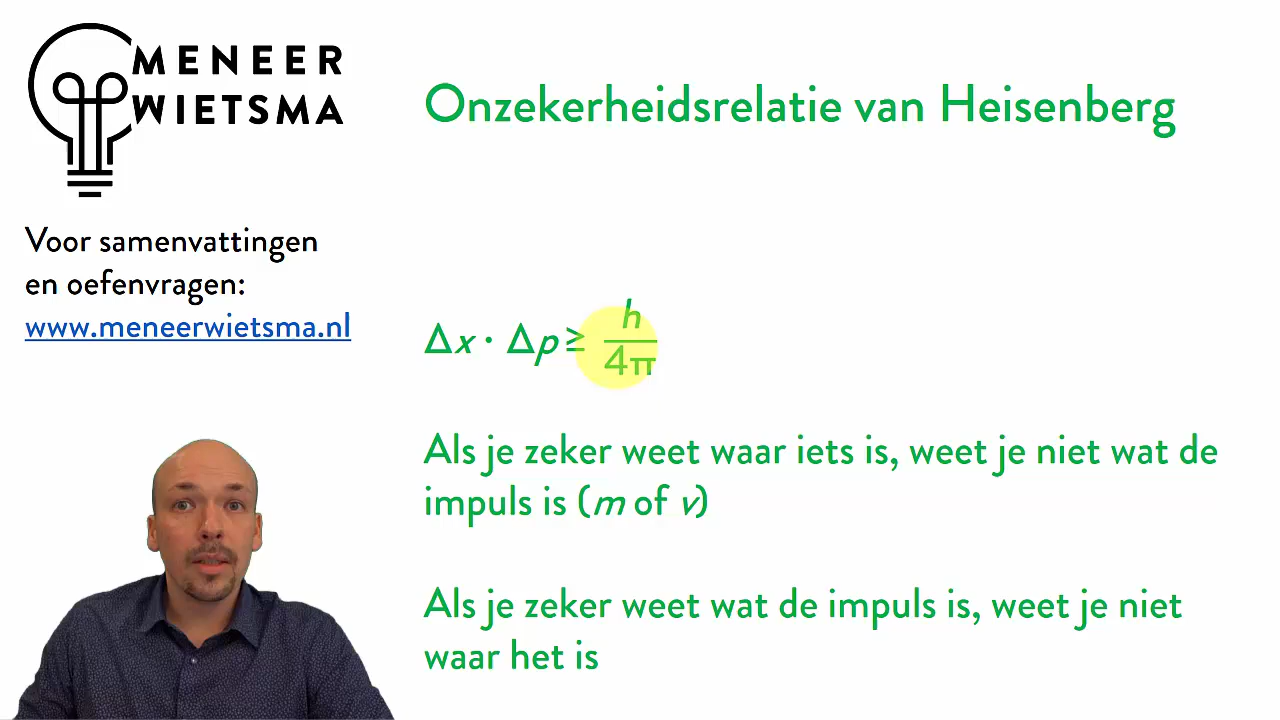 MENEER
WIETSMA
Onzekerheidsrelatie van Heisenberg
Voor samenvattingen
en oefenvragen:
www.meneerwietsma.nl
Δx · Δp ≥ h/4π
Als je zeker weet waar iets is, weet je niet wat de
impuls is (m of v)
Als je zeker weet wat de impuls is, weet je niet
waar het is